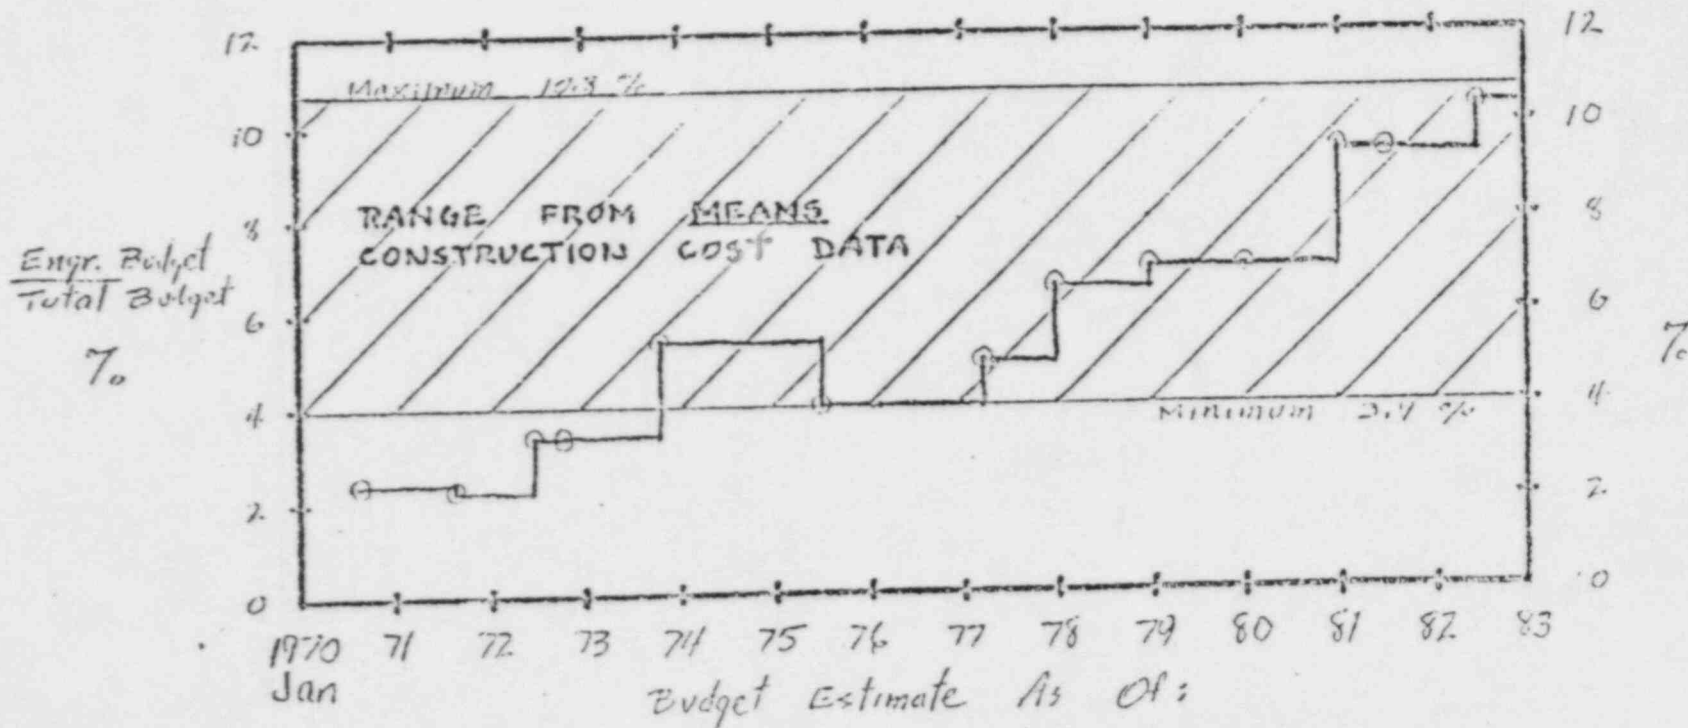 12
12
Maximum 10.8 %
10
10
RANGE FROM MEANS
CONSTRUCTION COST DATA
8
8
Engr. Budget
Total Budget
%
6
6
%
4
4
Minimum %
2
2
0
0
1970 71 72 73 74 75 76 77 78 79 80 81 82 83
Jan
Budget Estimate As Of: